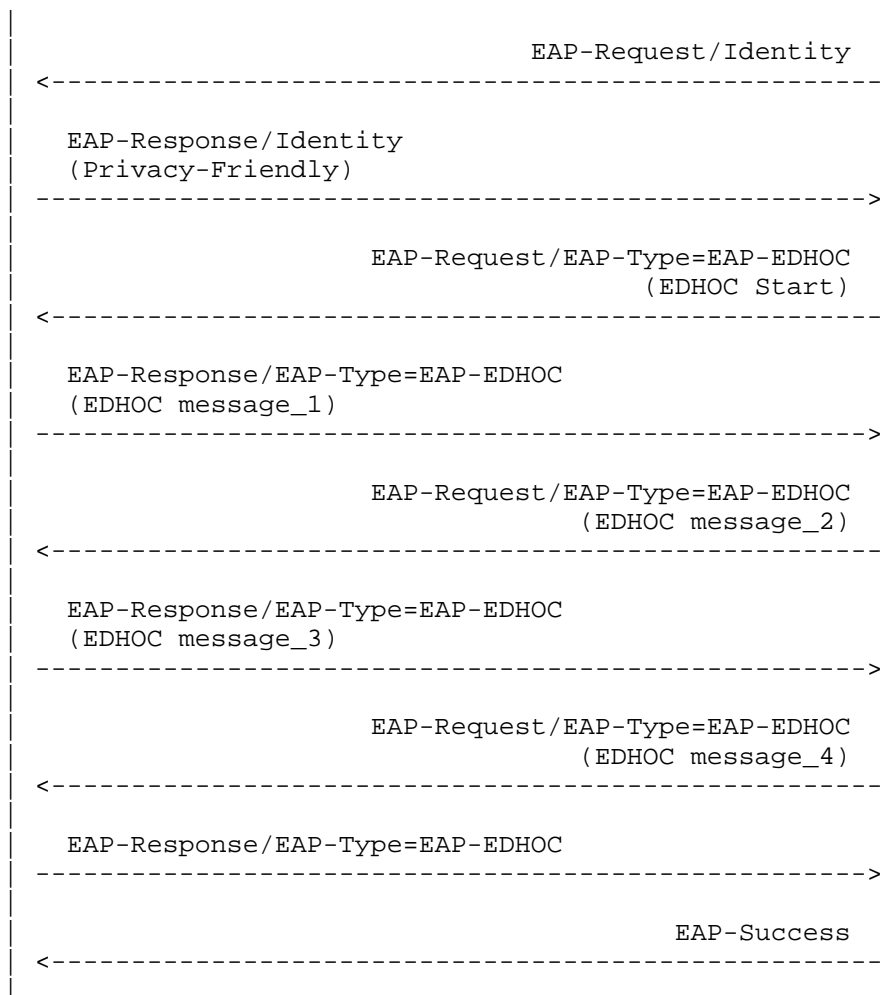 EAP-Request/Identity
<----------------------------------------------------
EAP-Response/Identity
(Privacy-Friendly)
---------------------------------------------------->
EAP-Request/EAP-Type=EAP-EDHOC
(EDHOC Start)
<----------------------------------------------------
EAP-Response/EAP-Type=EAP-EDHOC
(EDHOC message_1)
---------------------------------------------------->
EAP-Request/EAP-Type=EAP-EDHOC
(EDHOC message_2)
<----------------------------------------------------
EAP-Response/EAP-Type=EAP-EDHOC
(EDHOC message_3)
---------------------------------------------------->
EAP-Request/EAP-Type=EAP-EDHOC
(EDHOC message_4)
<----------------------------------------------------
EAP-Response/EAP-Type=EAP-EDHOC
---------------------------------------------------->
EAP-Success
<----------------------------------------------------